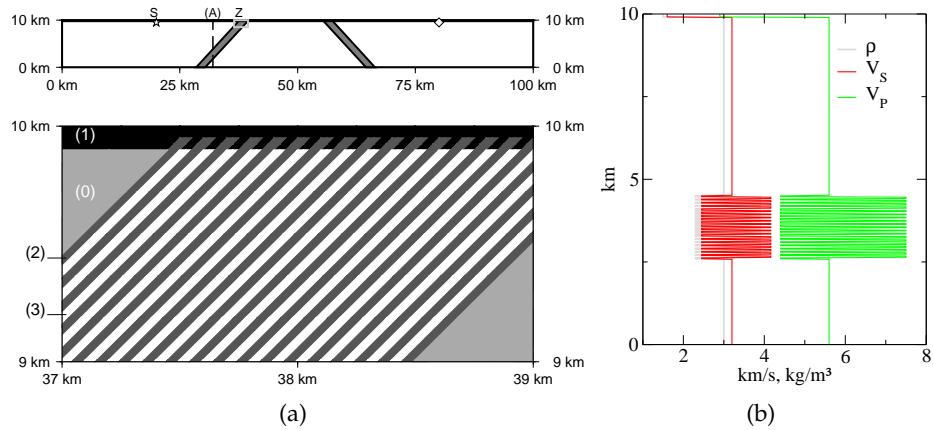 S (A) Z
10 km 10 km
0 km 0 km
0 km 25 km 50 km 75 km 100 km
10 km 10 km
(1)
(0)
(2)
(3)
9 km 9 km
37 km 38 km 39 km
(a)
10
ρ
V_S
V_P
km
5
0
2 4 6 8
km/s, kg/m³
(b)